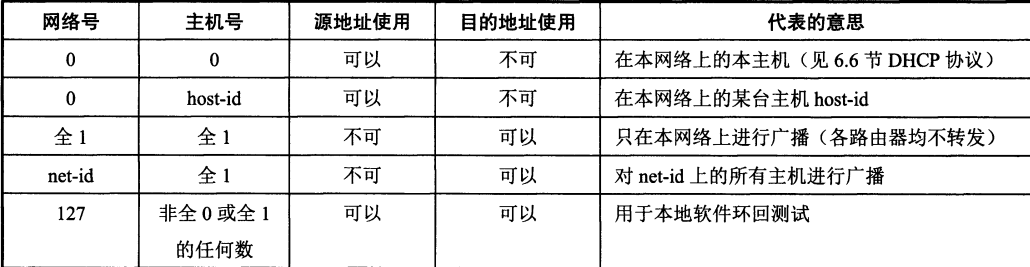 网络号 主机号 源地址使用 目的地址使用 代表的意思
0 0 可以 不可 在本网络上的本主机（见 6.6 节 DHCP 协议）
0 host-id 可以 不可 在本网络上的某台主机 host-id
全 1 全 1 不可 可以 只在本网络上进行广播（各路由器均不转发）
net-id 全 1 不可 可以 对 net-id 上的所有主机进行广播
127 非全 0 或全 1 可以 可以 用于本地软件环回测试
的任何数